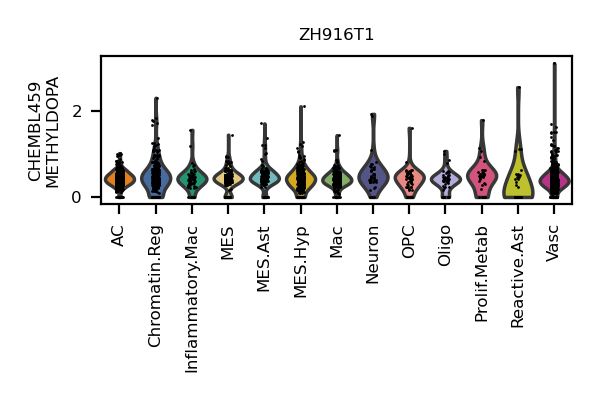 ZH916T1
CHEMBL459
METHYLDOPA
2
0
AC
Chromatin.Reg
Inflammatory.Mac
MES
MES.Ast
MES.Hyp
Mac
Neuron
OPC
Oligo
Prolif.Metab
Reactive.Ast
Vasc